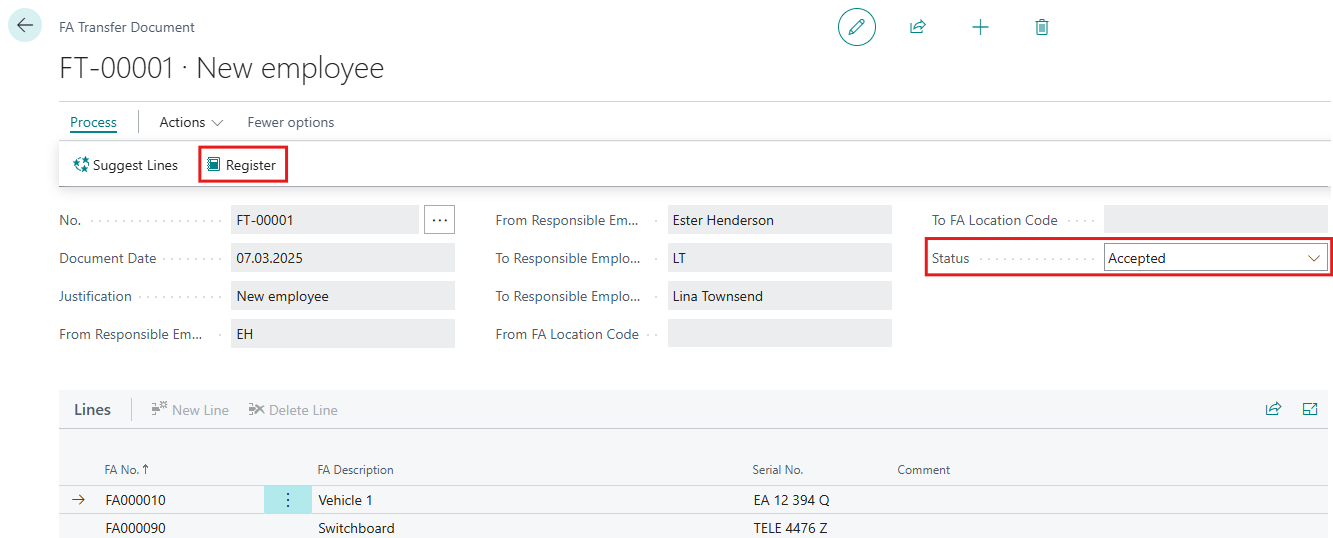 FA Transfer Document
FT-00001 · New employee
Process Actions Fewer options
Suggest Lines Register
No. FT-00001 ...
Document Date 07.03.2025
Justification New employee
From Responsible Em... EH
From Responsible Em... Ester Henderson
To Responsible Emplo... LT
To Responsible Emplo... Lina Townsend
From FA Location Code
To FA Location Code
Status Accepted
Lines New Line Delete Line
FA No. ↑ FA Description Serial No. Comment
FA000010 Vehicle 1 EA 12 394 Q
FA000090 Switchboard TELE 4476 Z